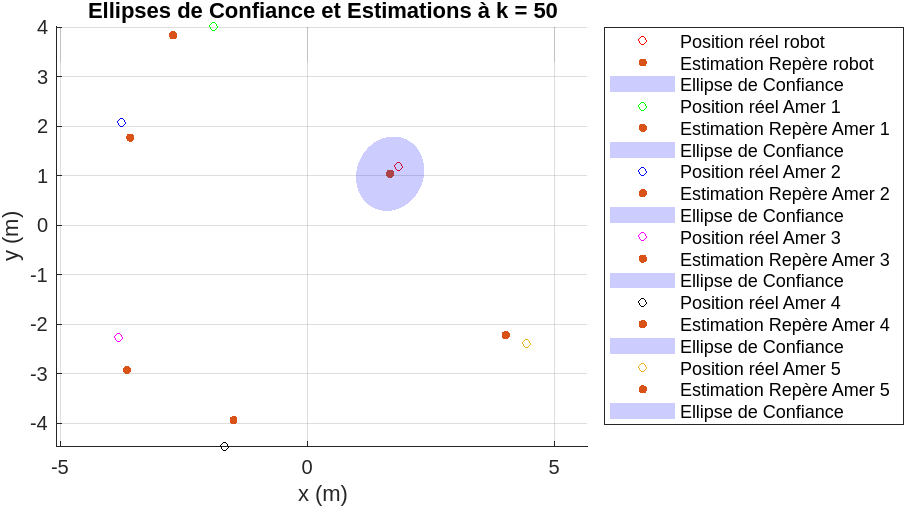 Ellipses de Confiance et Estimations à k = 50
4
3
2
1
0
-1
-2
-3
-4
y (m)
-5
0
5
x (m)
Position réel robot
Estimation Repère robot
Ellipse de Confiance
Position réel Amer 1
Estimation Repère Amer 1
Ellipse de Confiance
Position réel Amer 2
Estimation Repère Amer 2
Ellipse de Confiance
Position réel Amer 3
Estimation Repère Amer 3
Ellipse de Confiance
Position réel Amer 4
Estimation Repère Amer 4
Ellipse de Confiance
Position réel Amer 5
Estimation Repère Amer 5
Ellipse de Confiance